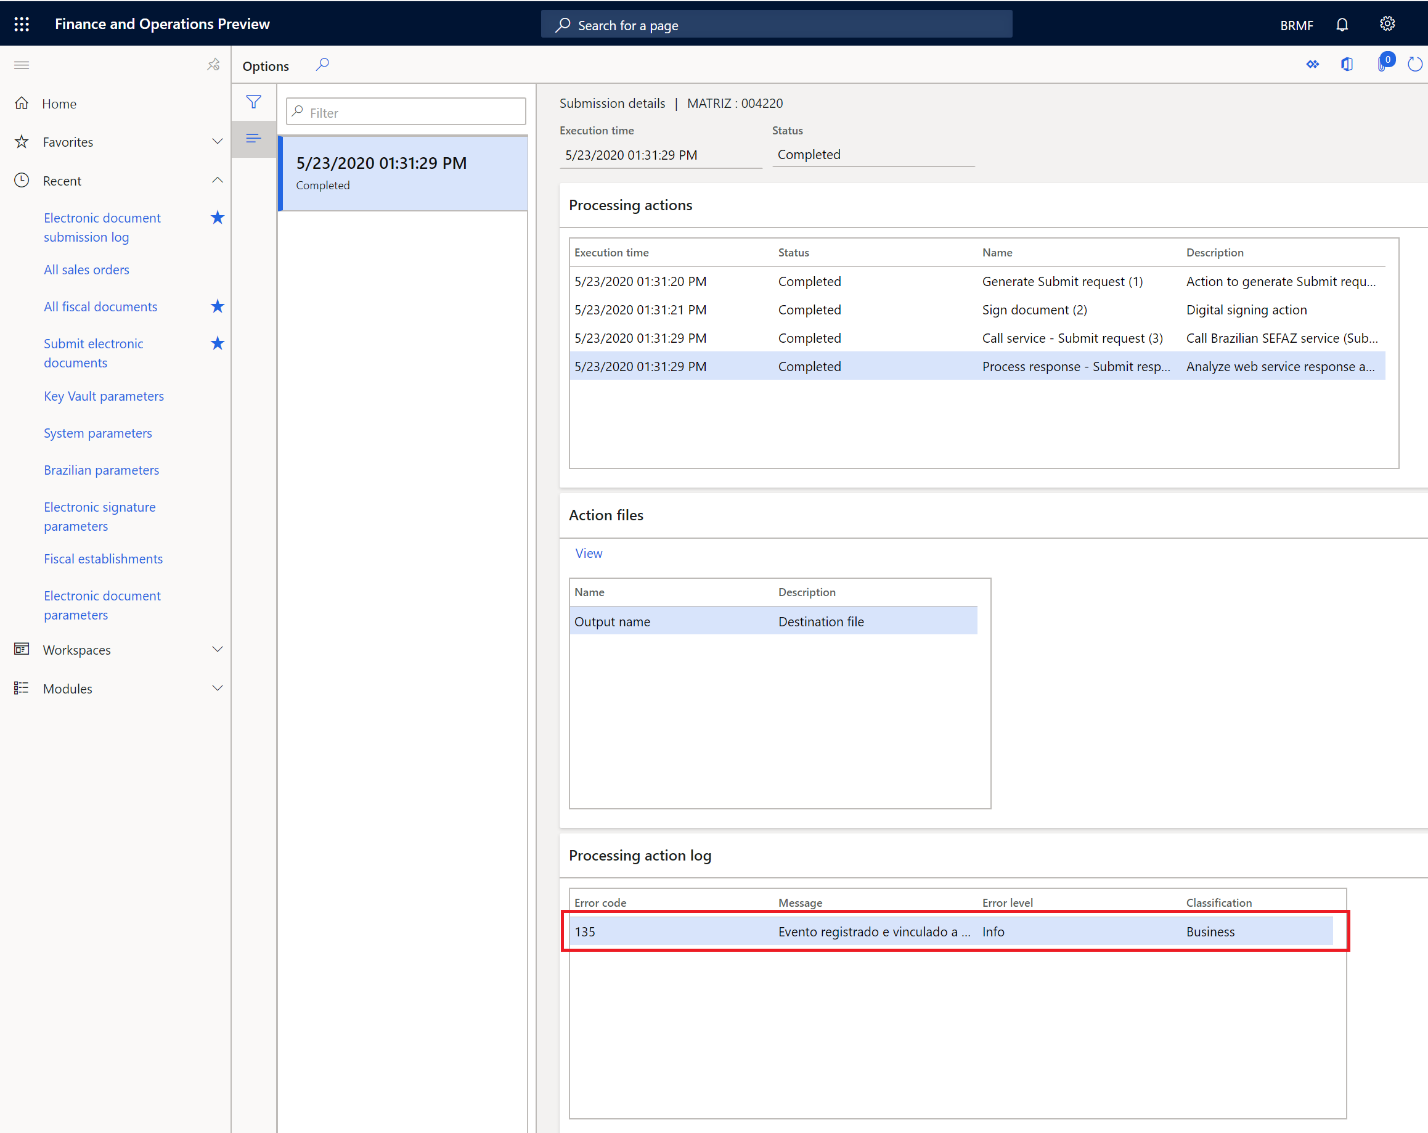 Finance and Operations Preview
Search for a page
BRMF
Options
0
Home
Favorites
Recent
Electronic document
submission log
All sales orders
All fiscal documents
Submit electronic
documents
Key Vault parameters
System parameters
Brazilian parameters
Electronic signature
parameters
Fiscal establishments
Electronic document
parameters
Workspaces
Modules
Filter
5/23/2020 01:31:29 PM
Completed
Submission details | MATRIZ : 004220
Execution time Status
5/23/2020 01:31:29 PM Completed
Processing actions
Execution time Status Name Description
5/23/2020 01:31:20 PM Completed Generate Submit request (1) Action to generate Submit requ...
5/23/2020 01:31:21 PM Completed Sign document (2) Digital signing action
5/23/2020 01:31:29 PM Completed Call service - Submit request (3) Call Brazilian SEFAZ service (Sub...
5/23/2020 01:31:29 PM Completed Process response - Submit resp... Analyze web service response a...
Action files
View
Name Description
Output name Destination file
Processing action log
Error code Message Error level Classification
135 Evento registrado e vinculado a ... Info Business